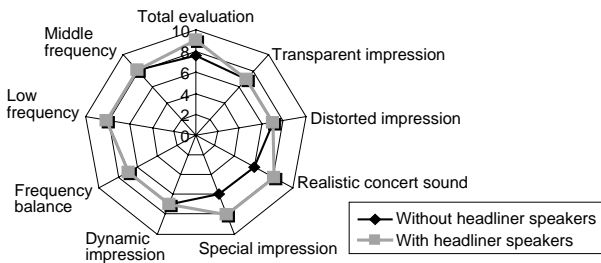 Total evaluation
10
8
6
4
2
0
Transparent impression
Distorted impression
Realistic concert sound
Special impression
Dynamic
impression
Frequency
balance
Low
frequency
Middle
frequency
Without headliner speakers
With headliner speakers